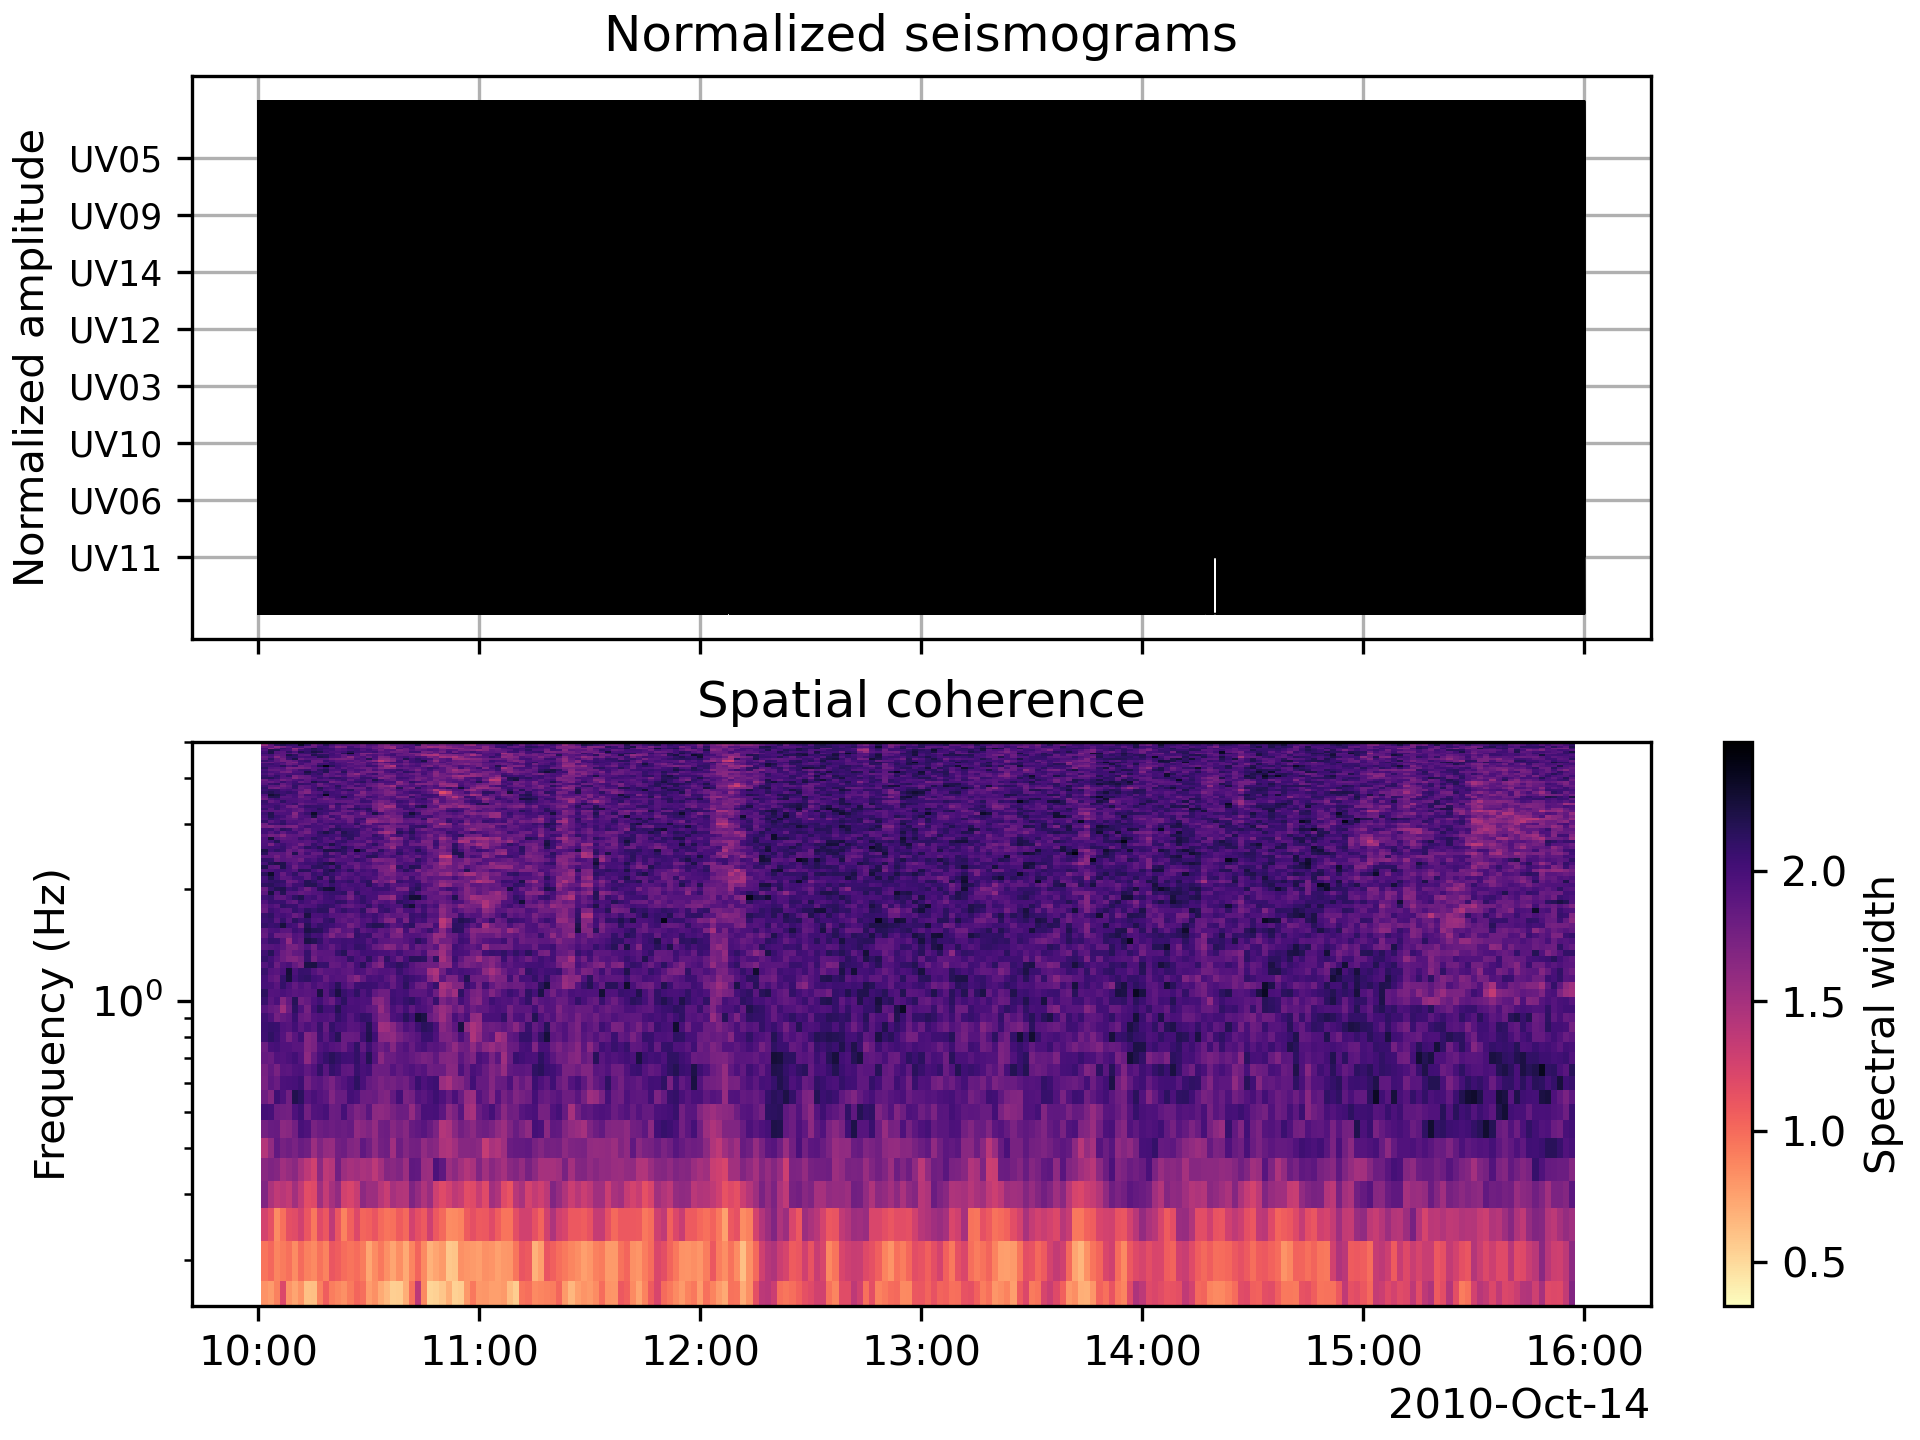 Normalized seismograms
Normalized amplitude
UV05
UV09
UV14
UV12
UV03
UV10
UV06
UV11
Spatial coherence
Frequency (Hz)
10⁰
10:00 11:00 12:00 13:00 14:00 15:00 16:00
2010-Oct-14
2.0
1.5
1.0
0.5
Spectral width